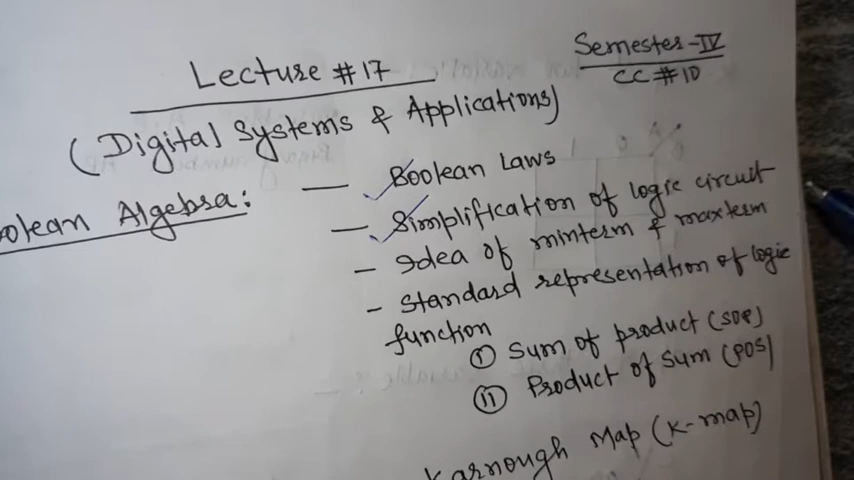 Lecture #17
Semester-IV
CC#10
(Digital Systems & Applications)
oolean Algebra:
— Boolean Laws
— Simplification of logic circuit
- Idea of minterm & maxterm
- Standard representation of logic
function
(i) Sum of product (SOP)
(ii) Product of Sum (POS)
Karnough Map (K-map)